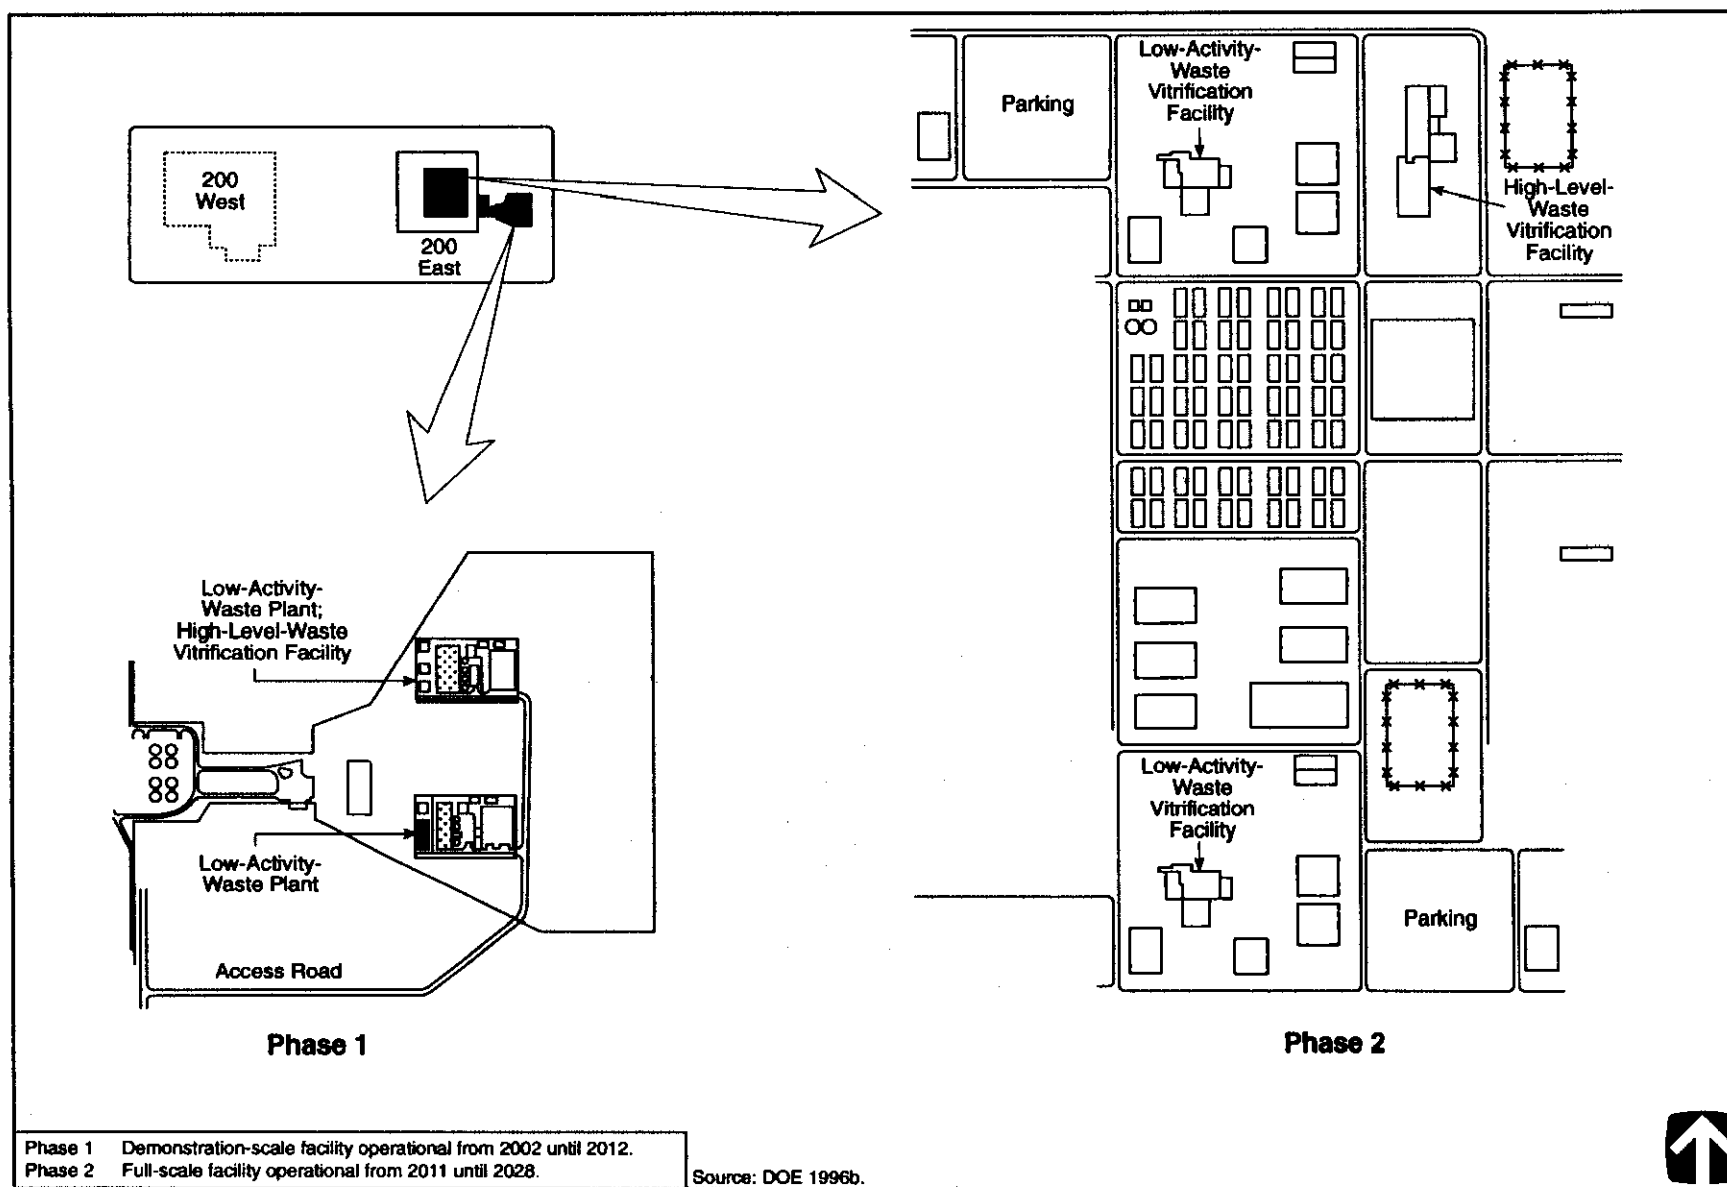 200
West
200
East
Low-Activity-
Waste Plant;
High-Level-Waste
Vitrification Facility
Low-Activity-
Waste Plant
Access Road
Phase 1
Parking
Low-Activity-
Waste
Vitrification
Facility
High-Level-
Waste
Vitrification
Facility
Low-Activity-
Waste
Vitrification
Facility
Parking
Phase 2
Phase 1 Demonstration-scale facility operational from 2002 until 2012.
Phase 2 Full-scale facility operational from 2011 until 2028.
Source: DOE 1996b.